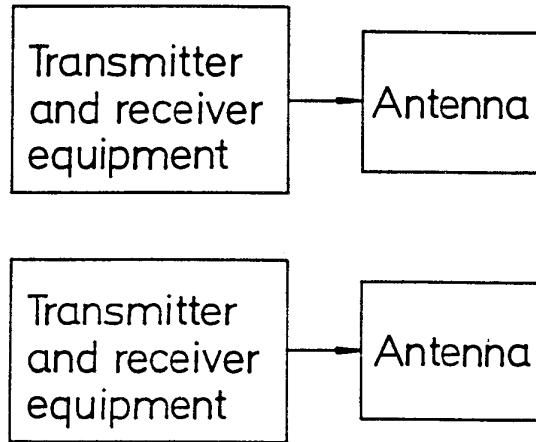 Transmitter
and receiver
equipment
Antenna
Transmitter
and receiver
equipment
Antenna